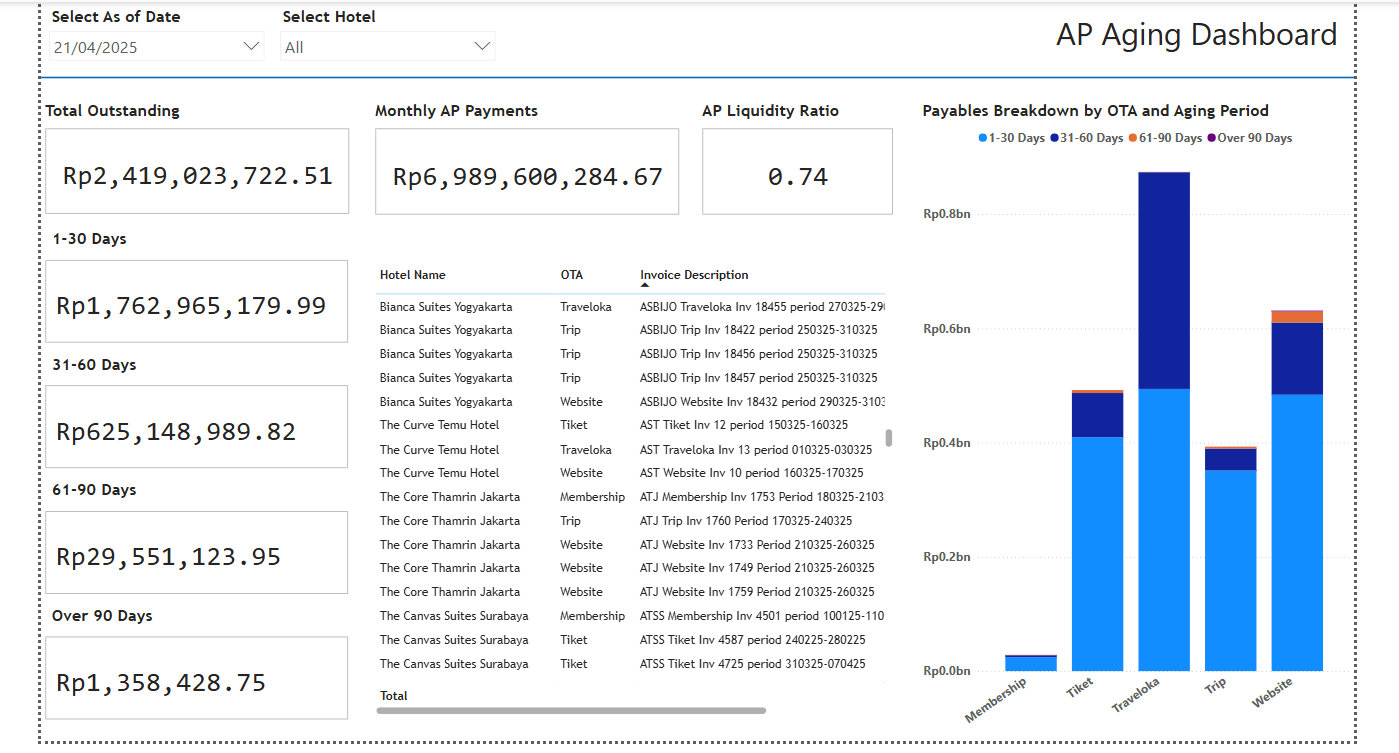 Select As of Date
21/04/2025
Select Hotel
All
AP Aging Dashboard
Total Outstanding
Rp2,419,023,722.51
1-30 Days
Rp1,762,965,179.99
31-60 Days
Rp625,148,989.82
61-90 Days
Rp29,551,123.95
Over 90 Days
Rp1,358,428.75
Monthly AP Payments
Rp6,989,600,284.67
AP Liquidity Ratio
0.74
Hotel Name OTA Invoice Description
Bianca Suites Yogyakarta Traveloka ASBIJO Traveloka Inv 18455 period 270325-290
Bianca Suites Yogyakarta Trip ASBIJO Trip Inv 18422 period 250325-310325
Bianca Suites Yogyakarta Trip ASBIJO Trip Inv 18456 period 250325-310325
Bianca Suites Yogyakarta Trip ASBIJO Trip Inv 18457 period 250325-310325
Bianca Suites Yogyakarta Website ASBIJO Website Inv 18432 period 290325-3103
The Curve Temu Hotel Tiket AST Tiket Inv 12 period 150325-160325
The Curve Temu Hotel Traveloka AST Traveloka Inv 13 period 010325-030325
The Curve Temu Hotel Website AST Website Inv 10 period 160325-170325
The Core Thamrin Jakarta Membership ATJ Membership Inv 1753 Period 180325-2103
The Core Thamrin Jakarta Trip ATJ Trip Inv 1760 Period 170325-240325
The Core Thamrin Jakarta Website ATJ Website Inv 1733 Period 210325-260325
The Core Thamrin Jakarta Website ATJ Website Inv 1749 Period 210325-260325
The Core Thamrin Jakarta Website ATJ Website Inv 1759 Period 210325-260325
The Canvas Suites Surabaya Membership ATSS Membership Inv 4501 period 100125-110
The Canvas Suites Surabaya Tiket ATSS Tiket Inv 4587 period 240225-280225
The Canvas Suites Surabaya Tiket ATSS Tiket Inv 4725 period 310325-070425
Total
Payables Breakdown by OTA and Aging Period
1-30 Days 31-60 Days 61-90 Days Over 90 Days
Rp0.8bn
Rp0.6bn
Rp0.4bn
Rp0.2bn
Rp0.0bn
Membership Tiket Traveloka Trip Website